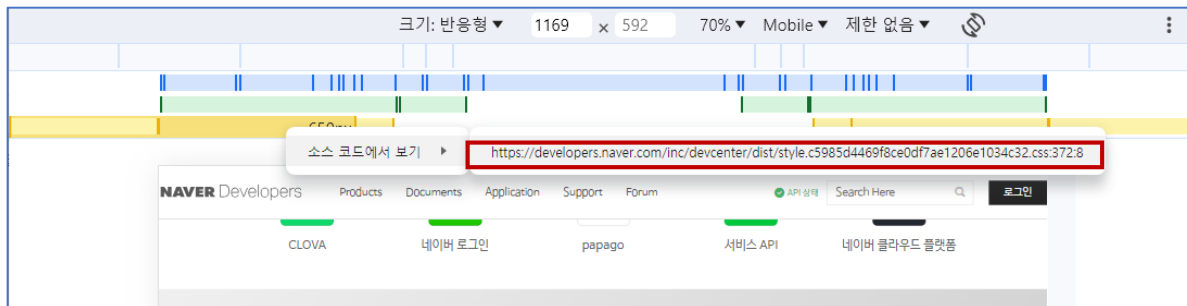 크기: 반응형 ▼ 1169 x 592 70% ▼ Mobile ▼ 제한 없음 ▼
650px
소스 코드에서 보기 ▶ https://developers.naver.com/inc/devcenter/dist/style.c5985d4469f8ce0df7ae1206e1034c32.css:372:8
NAVER Developers Products Documents Application Support Forum API 상태 Search Here 로그인
CLOVA 네이버 로그인 papago 서비스 API 네이버 클라우드 플랫폼